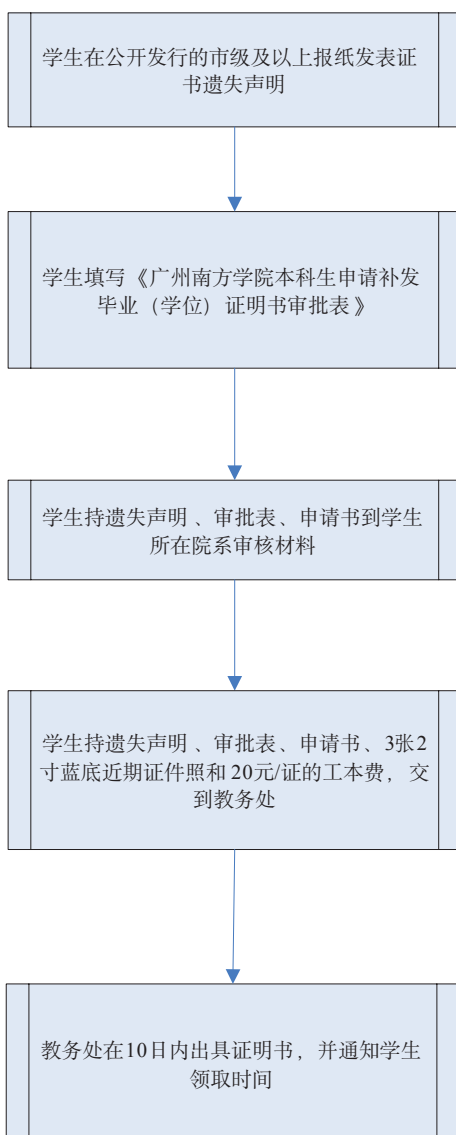 学生在公开发行的市级及以上报纸发表证
书遗失声明
学生填写《广州南方学院本科生申请补发
毕业（学位）证明书审批表》
学生持遗失声明、审批表、申请书到学生
所在院系审核材料
学生持遗失声明、审批表、申请书、3张2
寸蓝底近期证件照和 20元/证的工本费，交
到教务处
教务处在10日内出具证明书，并通知学生
领取时间